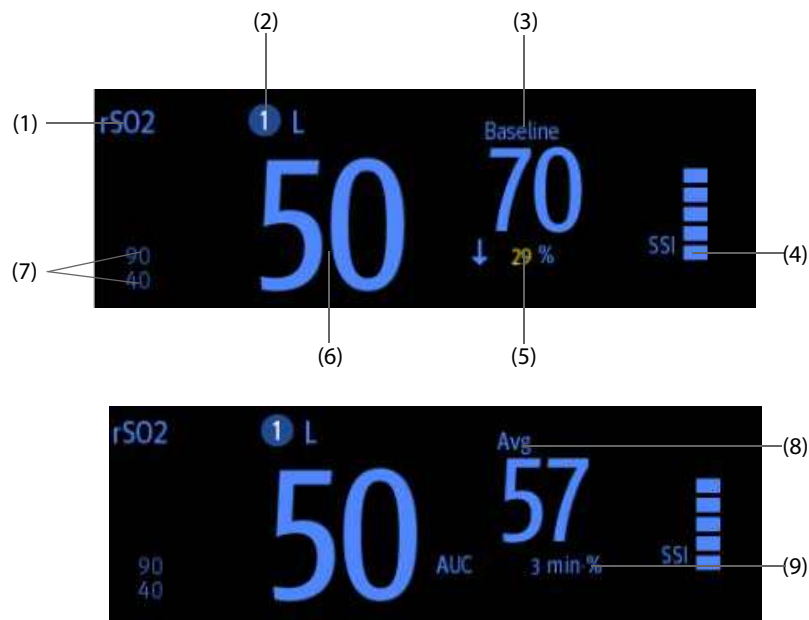 (2)
(3)
(1) rSO2 1 L Baseline
50 70
(7) 90 ↓ 29 % SSI (4)
40
(6) (5)
rSO2 1 L Avg (8)
50 57
90 AUC 3 min·% SSI (9)
40